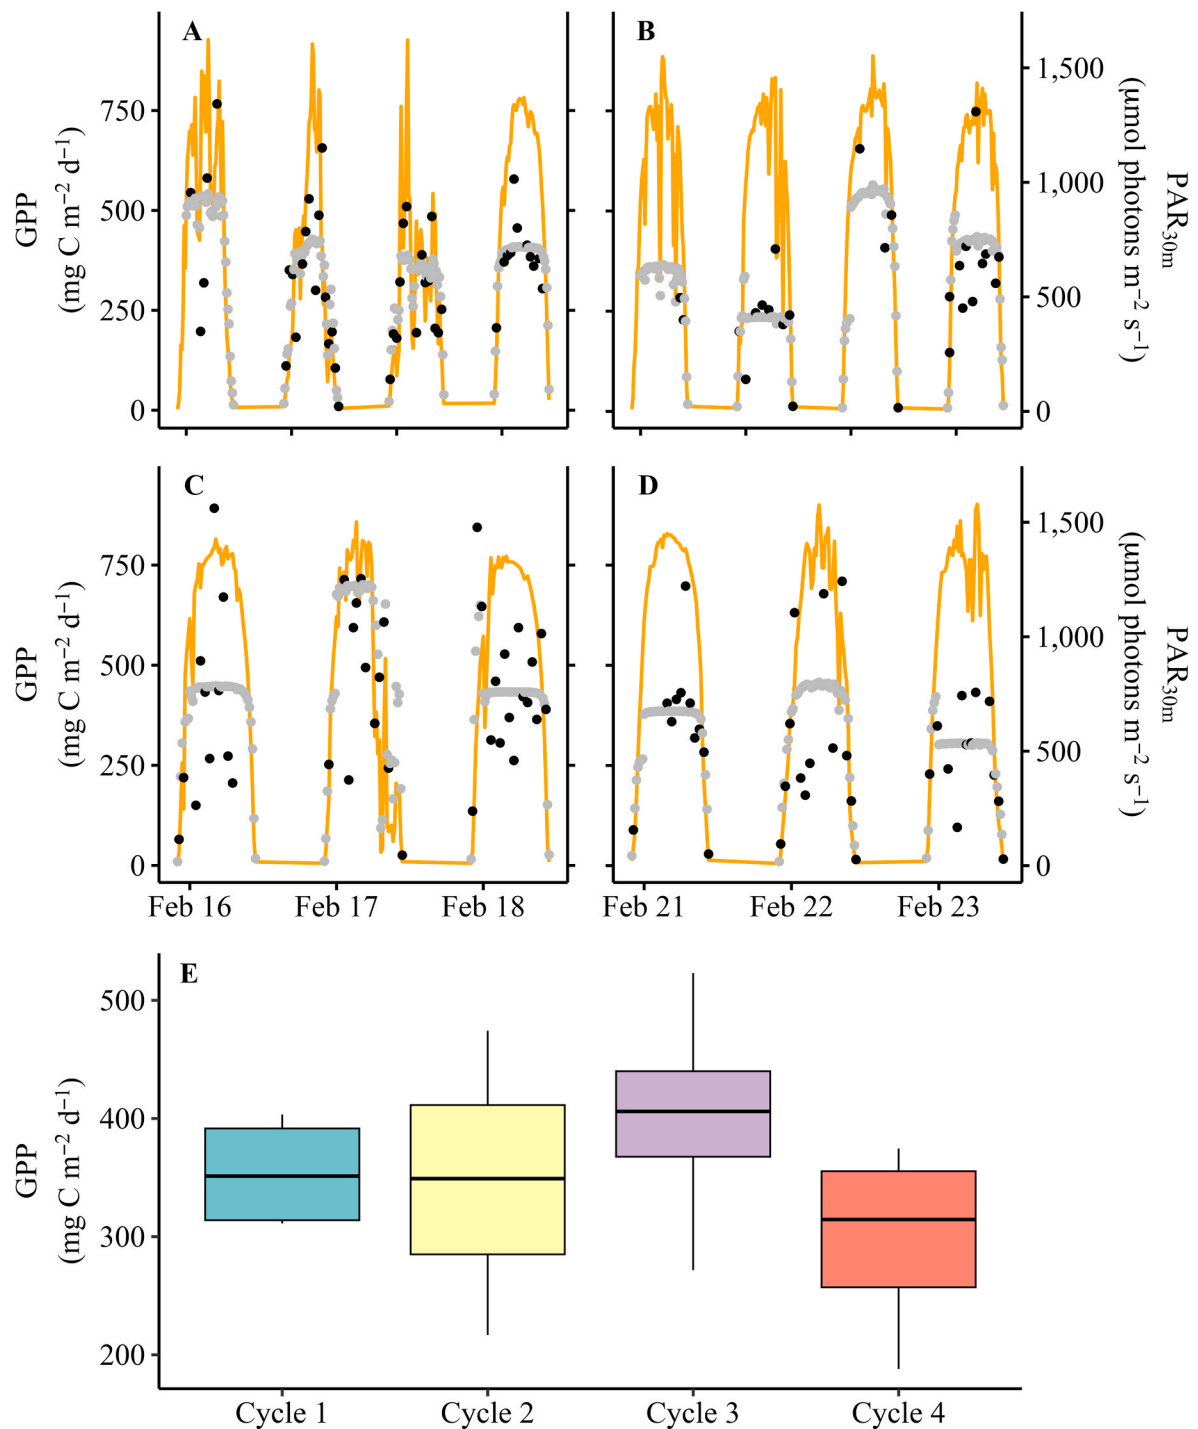 A
B
750
500
250
0
GPP
(mg C m⁻² d⁻¹)
1,500
1,000
500
0
PAR₃₀ₘ
(μmol photons m⁻² s⁻¹)
C
D
750
500
250
0
GPP
(mg C m⁻² d⁻¹)
1,500
1,000
500
0
PAR₃₀ₘ
(μmol photons m⁻² s⁻¹)
Feb 16 Feb 17 Feb 18
Feb 21 Feb 22 Feb 23
E
500
400
300
200
GPP
(mg C m⁻² d⁻¹)
Cycle 1 Cycle 2 Cycle 3 Cycle 4